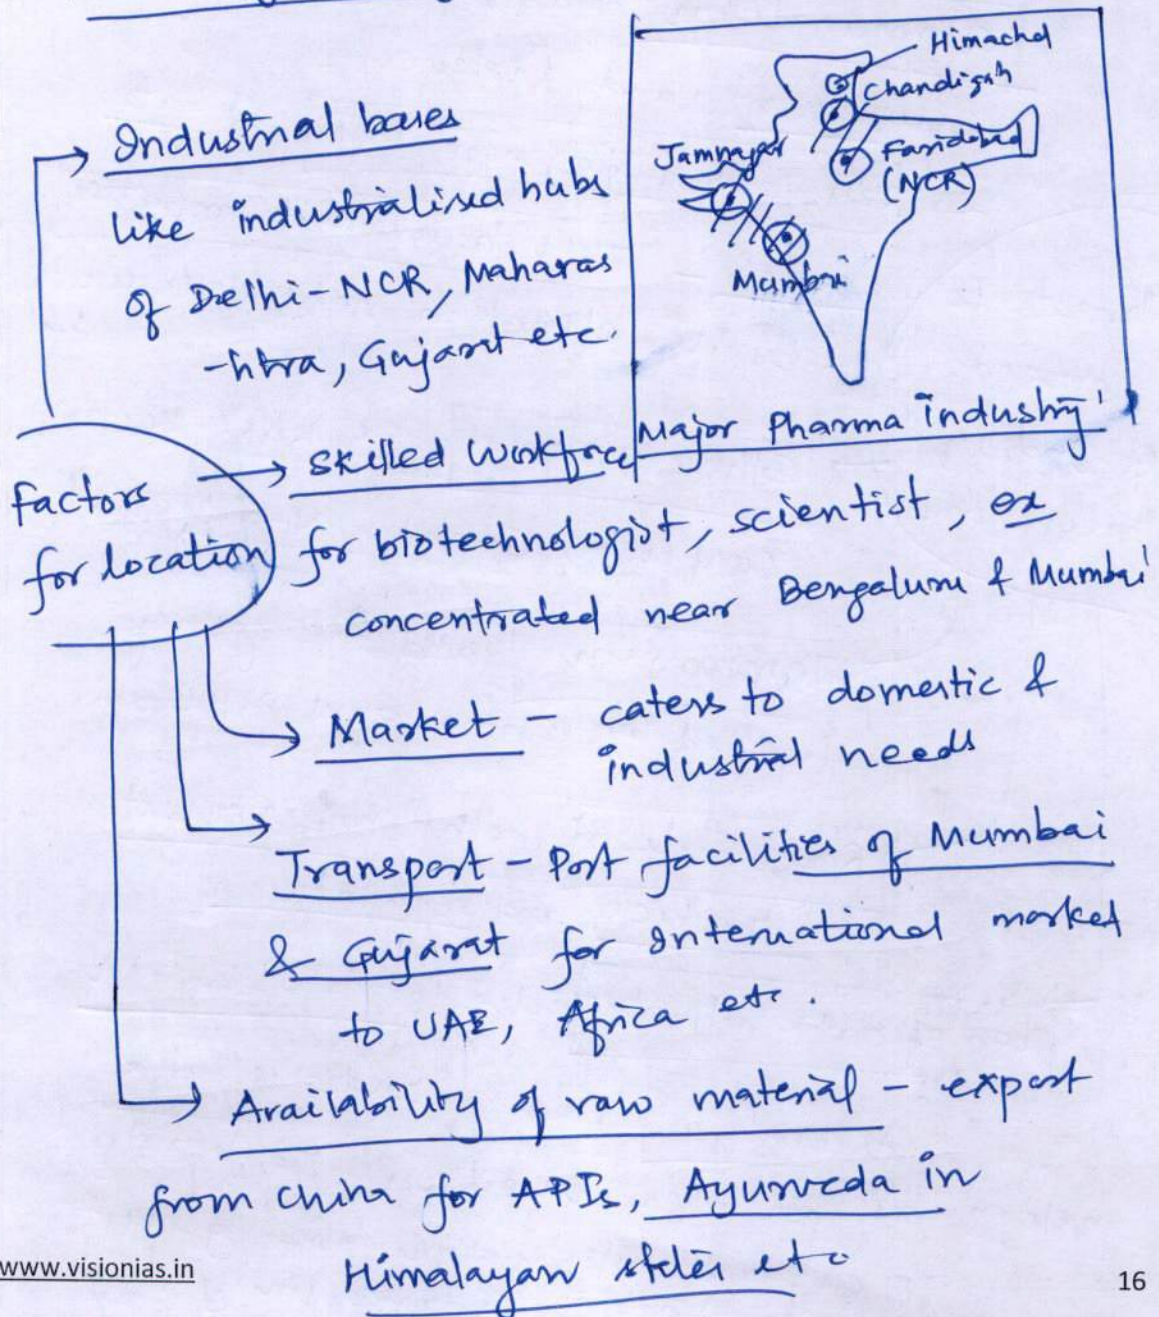 Himachal
Chandigah
Jamnagar
Faridabad
(NCR)
Mumbai
Major Pharma industry
Industrial bases
like industrialised hubs
of Delhi-NCR, Maharas
-htra, Gujarat etc.
Factors
for location
skilled workforce
for biotechnologist, scientist, ex
concentrated near Bengaluru & Mumbai
Market - caters to domestic &
industrial needs
Transport - Port facilities of Mumbai
& Gujarat for International market
to UAE, Africa etc.
Availability of raw material - export
from China for APIs, Ayurveda in
Himalayan etc
www.visionias.in
16